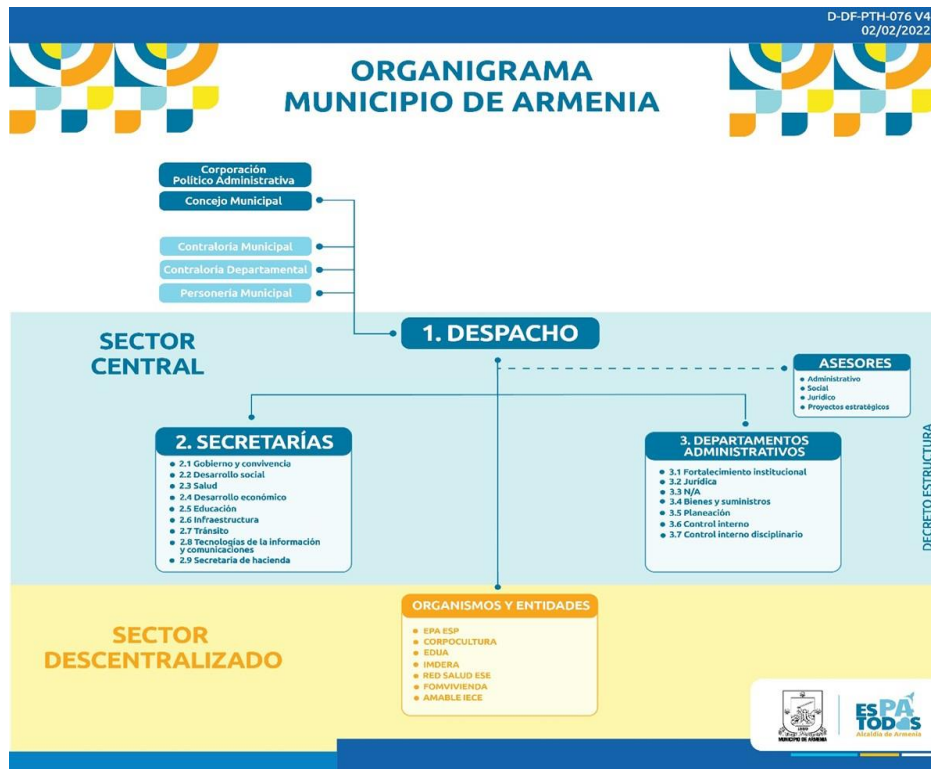 D-DF-PTH-076 V4
02/02/2022
ORGANIGRAMA
MUNICIPIO DE ARMENIA
Corporación
Político Administrativa
Concejo Municipal
Contraloría Municipal
Contraloría Departamental
Personería Municipal
SECTOR
CENTRAL
1. DESPACHO
ASESORES
Administrativo
Social
Jurídico
Proyectos estratégicos
2. SECRETARÍAS
2.1 Gobierno y convivencia
2.2 Desarrollo social
2.3 Salud
2.4 Desarrollo económico
2.5 Educación
2.6 Infraestructura
2.7 Tránsito
2.8 Tecnologías de la información
y comunicaciones
2.9 Secretaría de hacienda
3. DEPARTAMENTOS
ADMINISTRATIVOS
3.1 Fortalecimiento institucional
3.2 Jurídica
3.3 N/A
3.4 Bienes y suministros
3.5 Planeación
3.6 Control interno
3.7 Control interno disciplinario
DECRETO ESTRUCTURA
SECTOR
DESCENTRALIZADO
ORGANISMOS Y ENTIDADES
EPA ESP
CORPOCULTURA
EDUA
IMDERA
RED SALUD ESE
FOMVIVIENDA
AMABLE IECE
MUNICIPIO DE ARMENIA
ES PA
TODOS
Alcaldía de Armenia